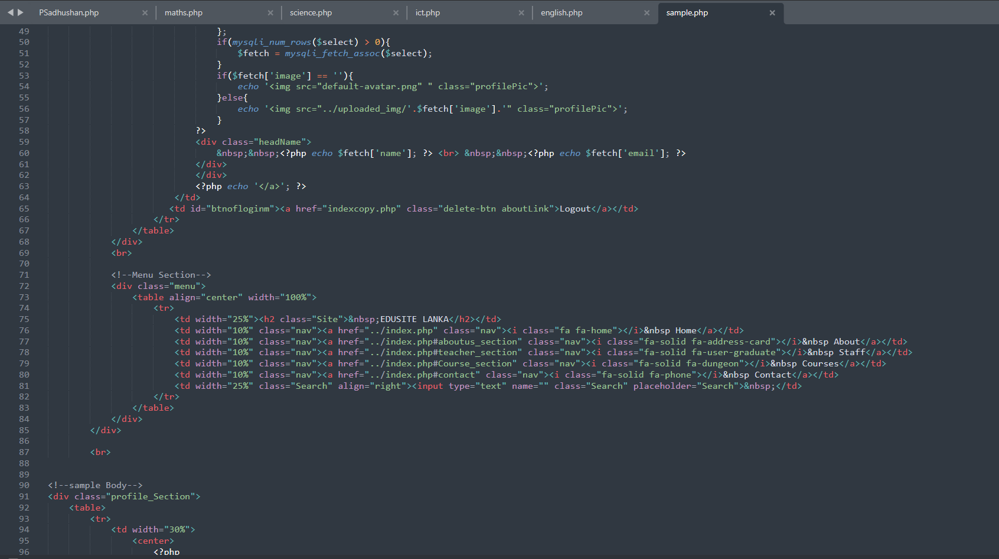 PSadhushan.php × maths.php × science.php × ict.php × english.php × sample.php ×
49 };
50 if(mysqli_num_rows($select) > 0){
51 $fetch = mysqli_fetch_assoc($select);
52 }
53 if($fetch['image'] == ''){
54 echo '<img src="default-avatar.png" " class="profilePic">';
55 }else{
56 echo '<img src="../uploaded_img/'.$fetch['image'].'" class="profilePic">';
57 }
58 ?>
59 <div class="headName">
60 &nbsp;&nbsp;<?php echo $fetch['name']; ?> <br> &nbsp;&nbsp;<?php echo $fetch['email']; ?>
61 </div>
62 </div>
63 <?php echo '</a>'; ?>
64 </td>
65 <td id="btnofloginm"><a href="indexcopy.php" class="delete-btn aboutLink">Logout</a></td>
66 </tr>
67 </table>
68 </div>
69 <br>
70
71 <!--Menu Section-->
72 <div class="menu">
73 <table align="center" width="100%">
74 <tr>
75 <td width="25%"><h2 class="Site">&nbsp;EDUSITE LANKA</h2></td>
76 <td width="10%" class="nav"><a href="../index.php" class="nav"><i class="fa fa-home"></i>&nbsp Home</a></td>
77 <td width="10%" class="nav"><a href="../index.php#aboutus_section" class="nav"><i class="fa-solid fa-address-card"></i>&nbsp About</a></td>
78 <td width="10%" class="nav"><a href="../index.php#teacher_section" class="nav"><i class="fa-solid fa-user-graduate"></i>&nbsp Staff</a></td>
79 <td width="10%" class="nav"><a href="../index.php#Course_section" class="nav"><i class="fa-solid fa-dungeon"></i>&nbsp Courses</a></td>
80 <td width="10%" class="nav"><a href="../index.php#contact" class="nav"><i class="fa-solid fa-phone"></i>&nbsp Contact</a></td>
81 <td width="25%" class="Search" align="right"><input type="text" name="" class="Search" placeholder="Search">&nbsp;</td>
82 </tr>
83 </table>
84 </div>
85 </div>
86
87 <br>
88
89
90 <!--sample Body-->
91 <div class="profile_Section">
92 <table>
93 <tr>
94 <td width="30%">
95 <center>
96 <?php